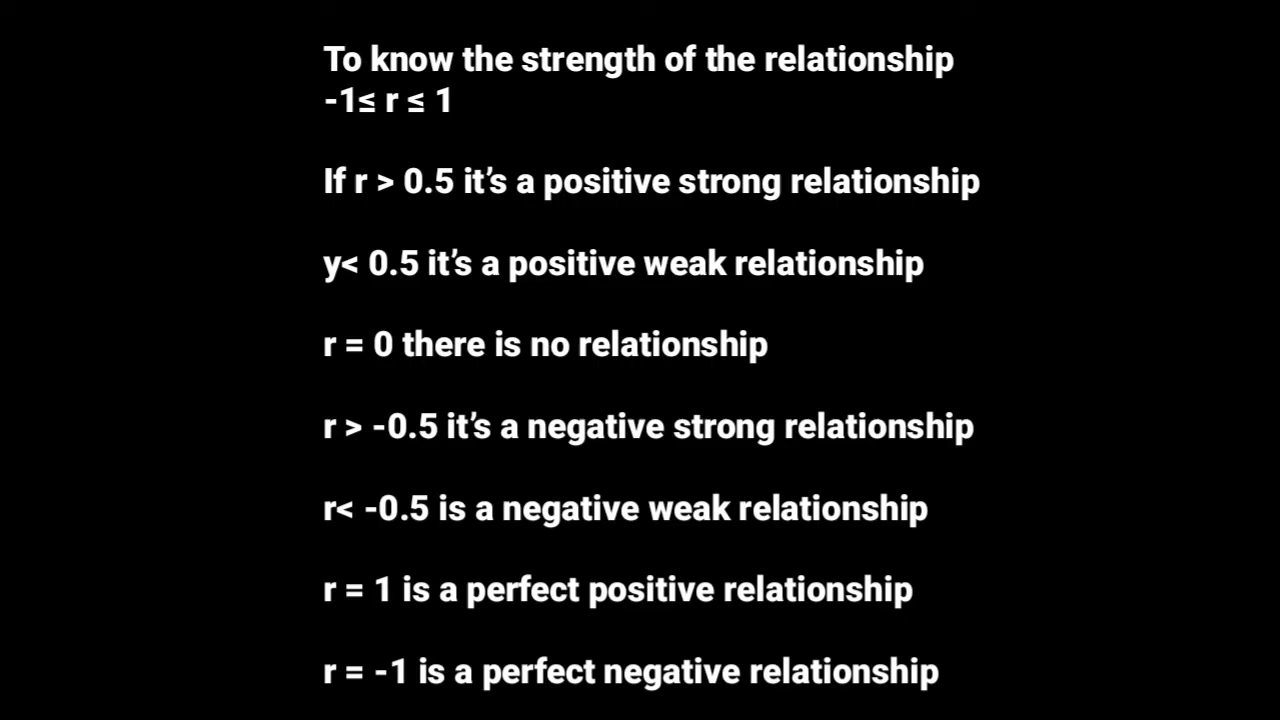 To know the strength of the relationship
-1≤ r ≤ 1
If r > 0.5 it’s a positive strong relationship
y< 0.5 it’s a positive weak relationship
r = 0 there is no relationship
r > -0.5 it’s a negative strong relationship
r< -0.5 is a negative weak relationship
r = 1 is a perfect positive relationship
r = -1 is a perfect negative relationship